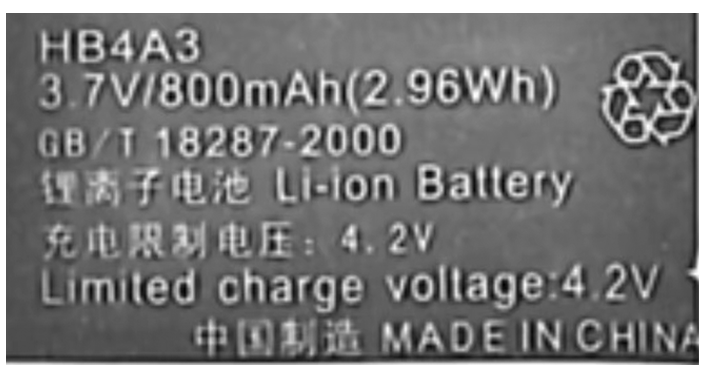 HB4A3
3.7V/800mAh(2.96Wh)
GB/T 18287-2000
锂离子电池 Li-ion Battery
充电限制电压: 4.2V
Limited charge voltage:4.2V
中国制造 MADE IN CHINA